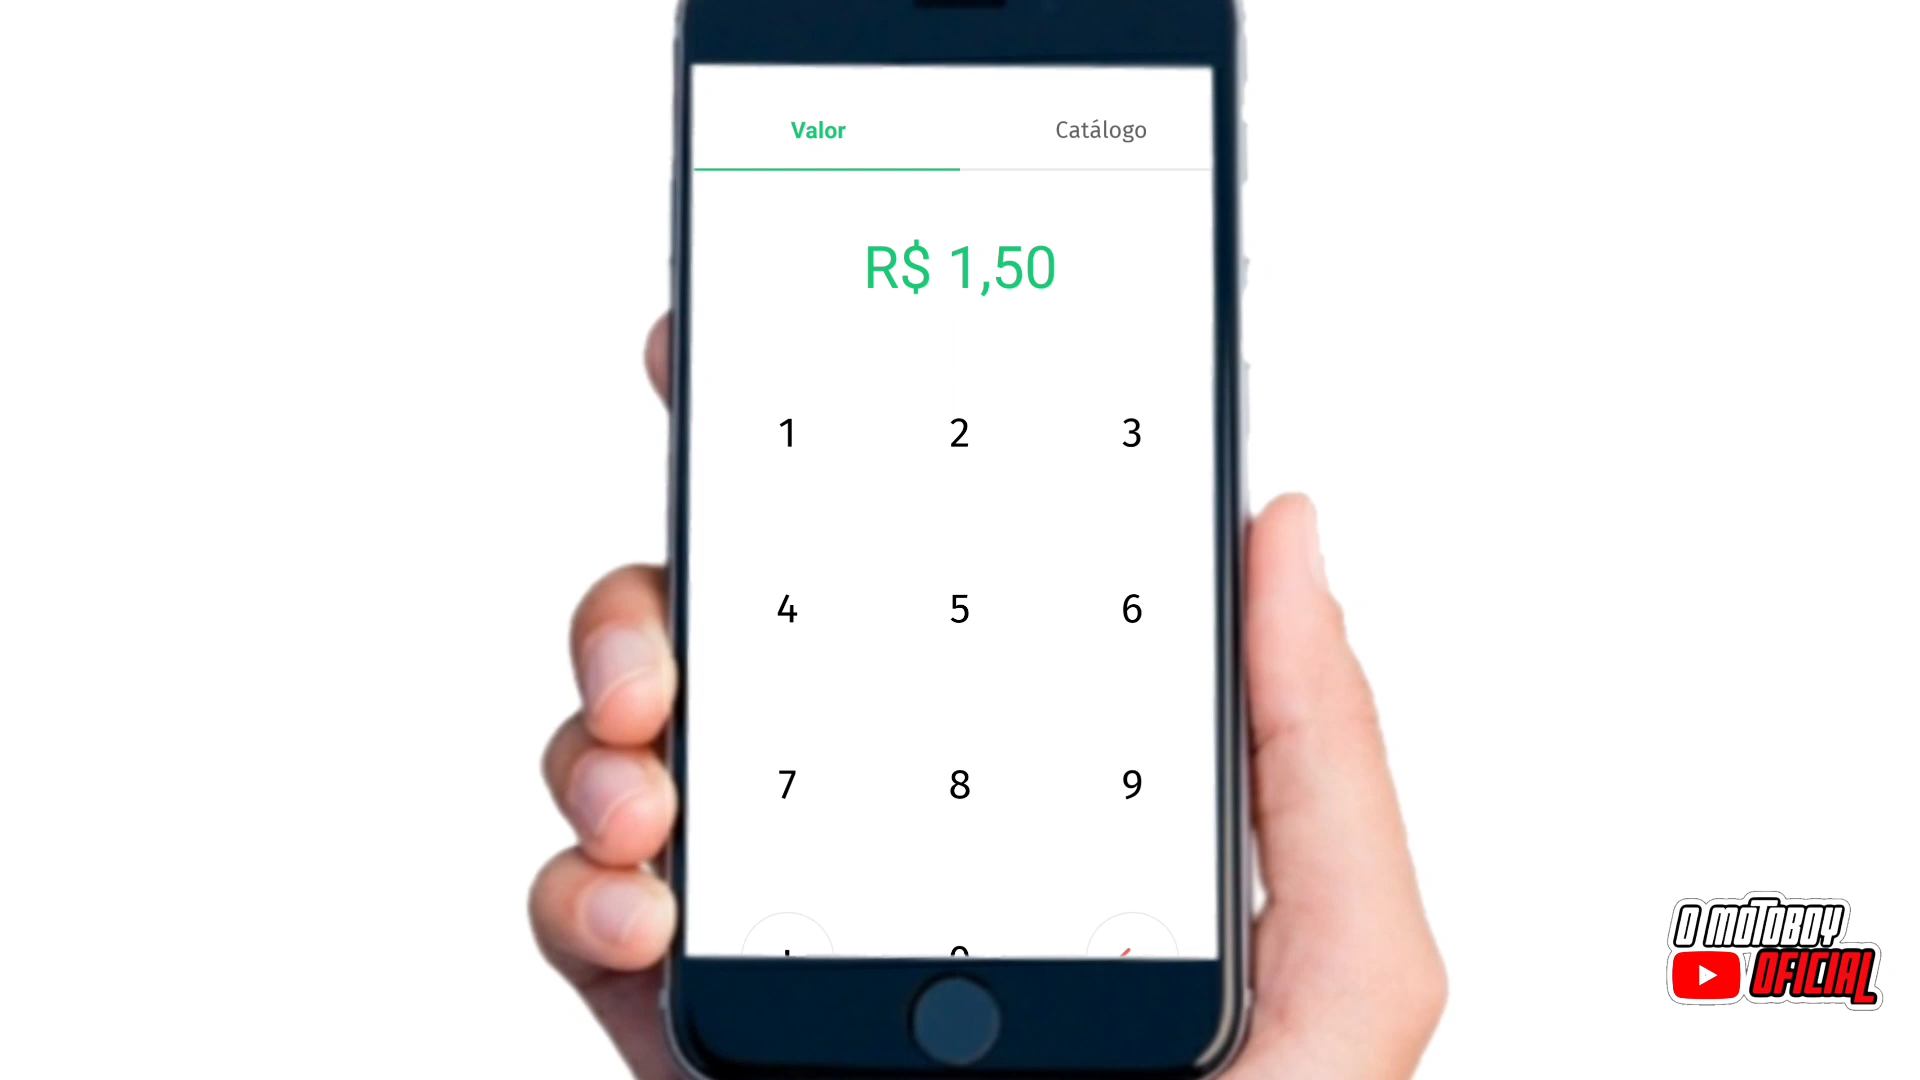 Valor Catálogo
R$ 1,50
1 2 3
4 5 6
7 8 9
O MOTOBOY
OFICIAL